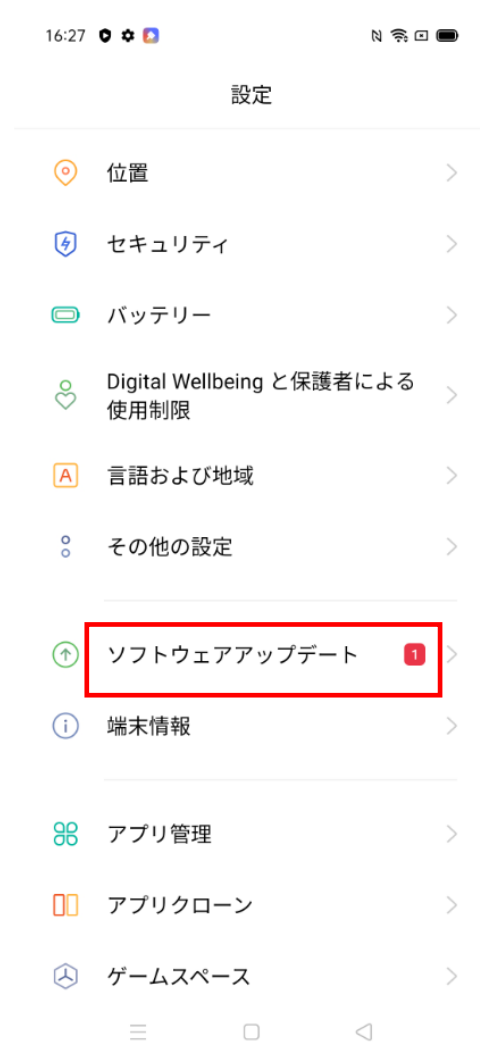 16:27
設定
位置
セキュリティ
バッテリー
Digital Wellbeing と保護者による
使用制限
A 言語および地域
その他の設定
ソフトウェアアップデート 1
端末情報
アプリ管理
アプリクローン
ゲームスペース